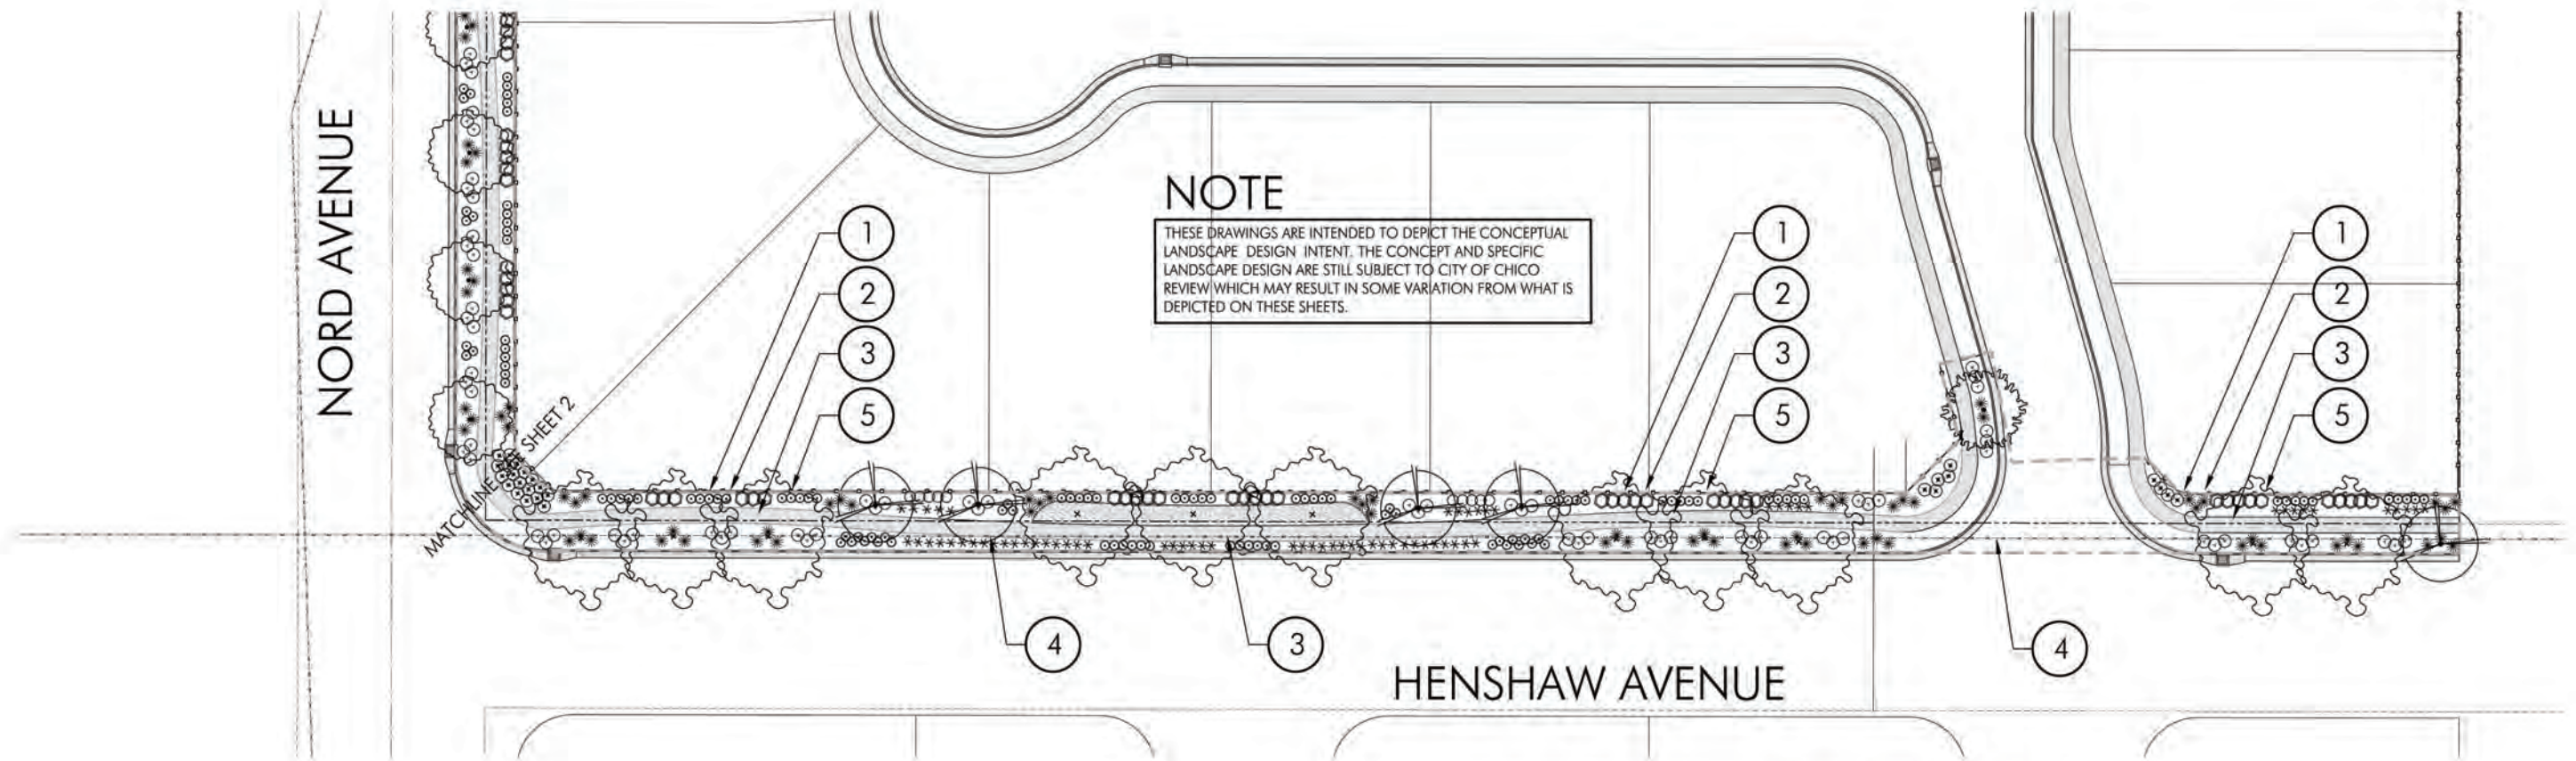 NORD AVENUE
MATCHLINE
SHEET 2
1
2
3
5
NOTE
THESE DRAWINGS ARE INTENDED TO DEPICT THE CONCEPTUAL
LANDSCAPE DESIGN INTENT. THE CONCEPT AND SPECIFIC
LANDSCAPE DESIGN ARE STILL SUBJECT TO CITY OF CHICO
REVIEW WHICH MAY RESULT IN SOME VARIATION FROM WHAT IS
DEPICTED ON THESE SHEETS.
1
2
3
5
1
2
3
5
4
3
4
HENSHAW AVENUE